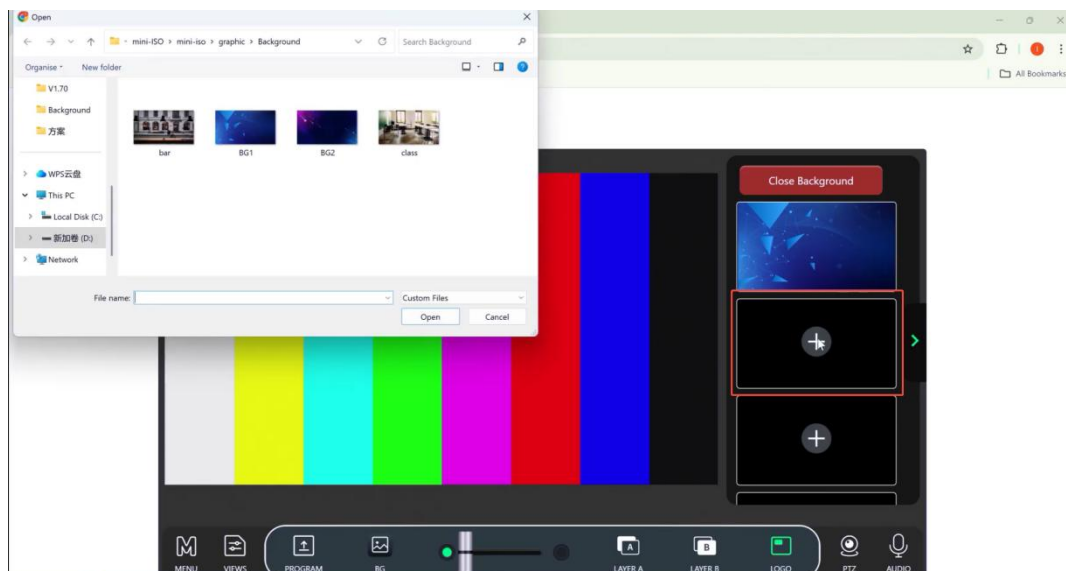 Open
mini-ISO > mini-iso > graphic > Background
Search Background
Organise
New folder
V1.70
Background
方案
WPS云盘
This PC
Local Disk (C:)
新加卷 (D:)
Network
bar
BG1
BG2
class
File name:
Custom Files
Open
Cancel
All Bookmarks
Close Background
MENU
VIEWS
PROGRAM
BG
A
LAYER A
B
LAYER B
LOGO
PTZ
AUDIO